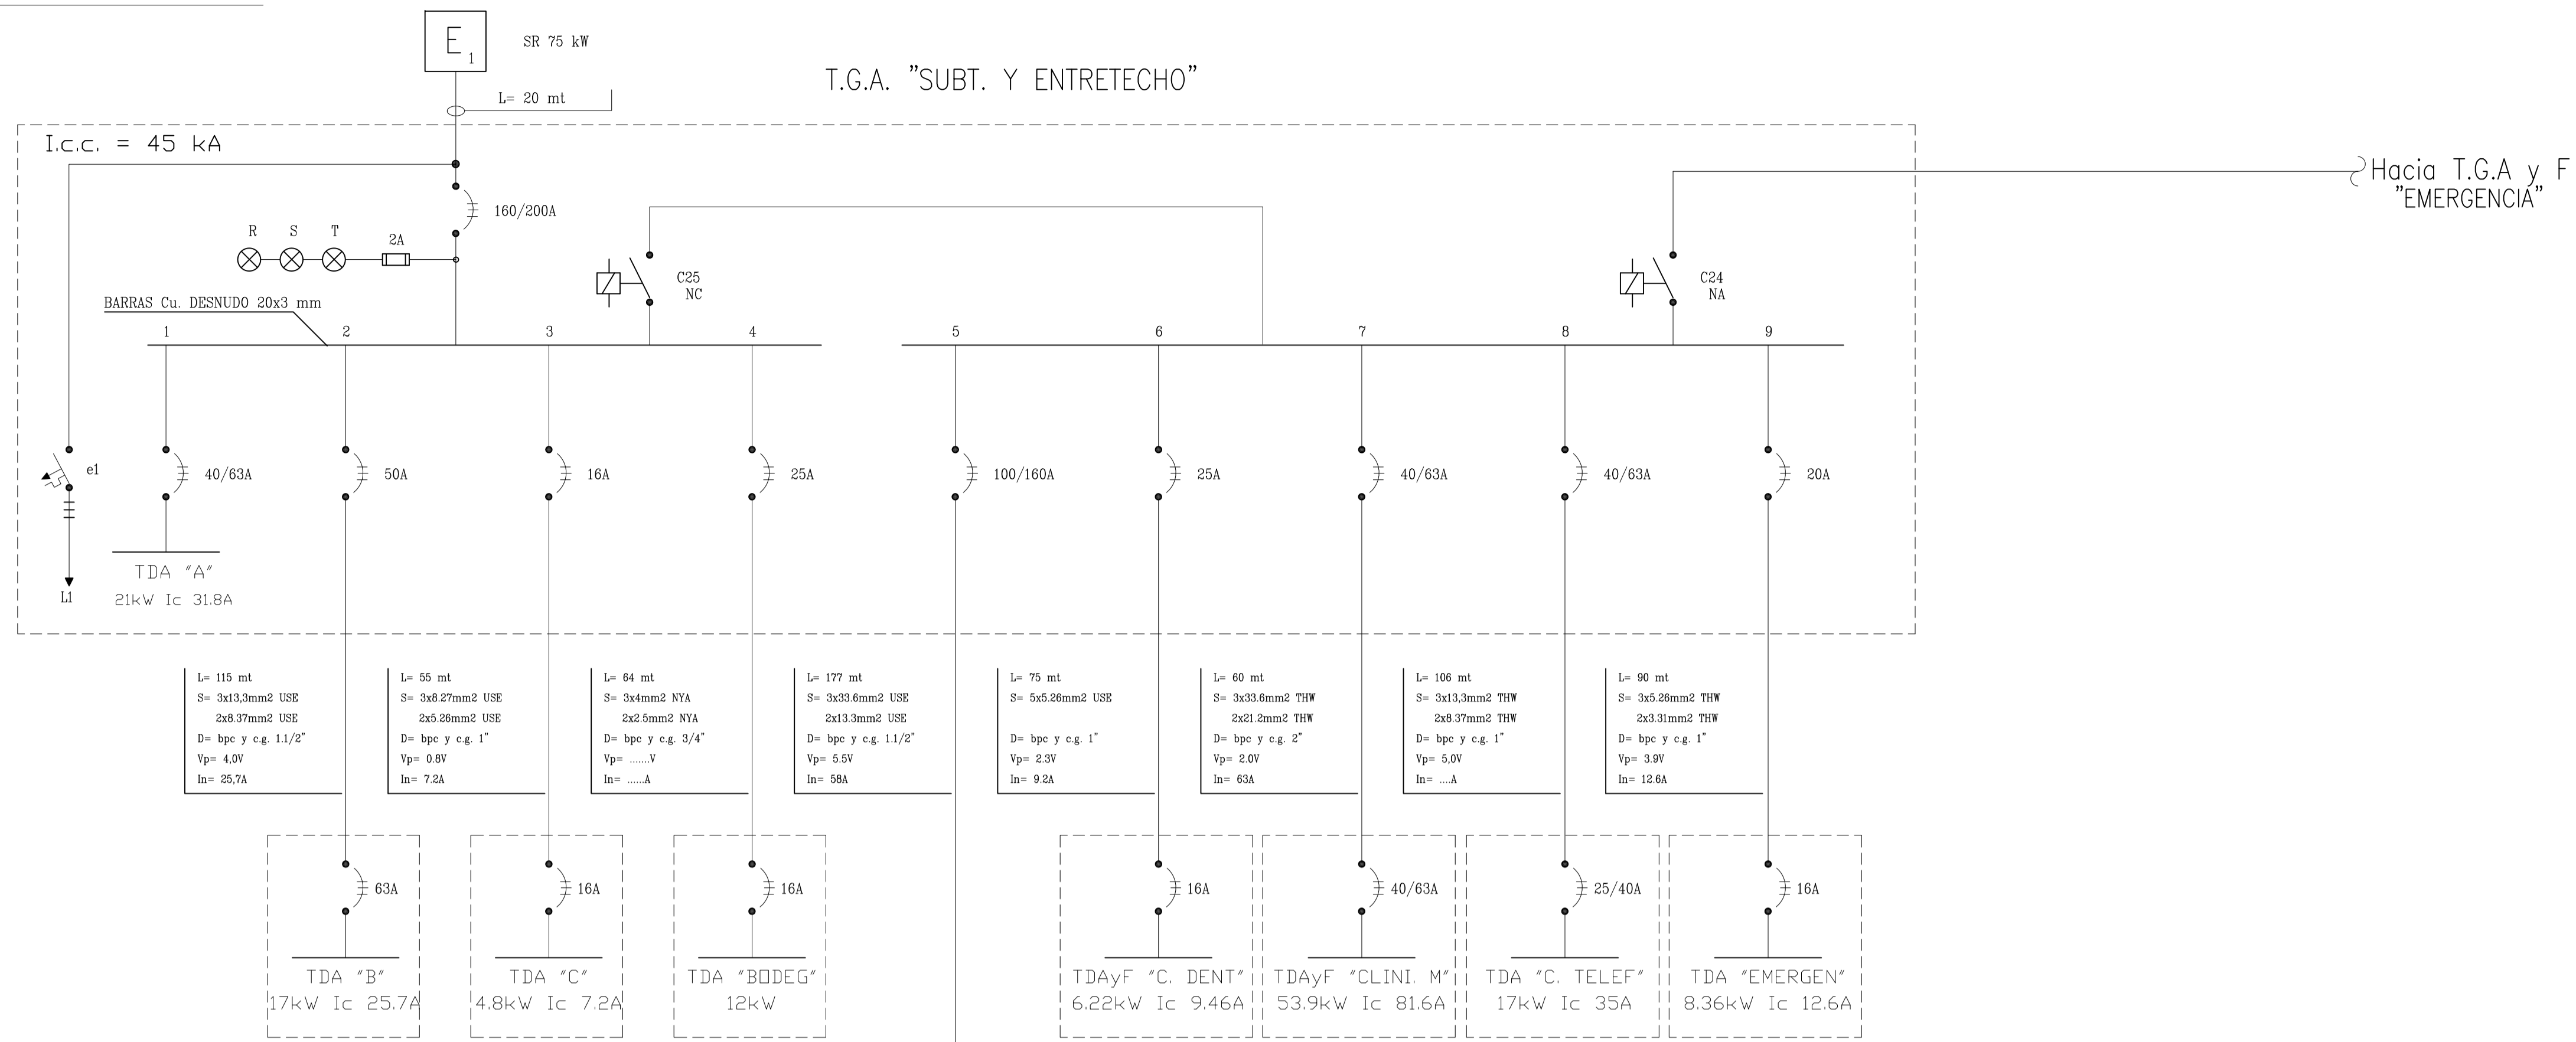 E1
SR 75 kW
T.G.A. "SUBT. Y ENTRETECHO"
L= 20 mt
I.c.c. = 45 kA
Hacia T.G.A y F
"EMERGENCIA"
160/200A
R S T 2A
C25
NC
C24
NA
BARRAS Cu. DESNUDO 20x3 mm
1 2 3 4 5 6 7 8 9
e1
40/63A
50A
16A
25A
100/160A
25A
40/63A
40/63A
20A
L1
TDA "A"
21kW Ic 31.8A
L= 115 mt
S= 3x13,3mm2 USE
2x8.37mm2 USE
D= bpc y c.g. 1.1/2"
Vp= 4,0V
In= 25,7A
L= 55 mt
S= 3x8.27mm2 USE
2x5.26mm2 USE
D= bpc y c.g. 1"
Vp= 0.8V
In= 7.2A
L= 64 mt
S= 3x4mm2 NYA
2x2.5mm2 NYA
D= bpc y c.g. 3/4"
Vp= .......V
In= ......A
L= 177 mt
S= 3x33.6mm2 USE
2x13.3mm2 USE
D= bpc y c.g. 1.1/2"
Vp= 5.5V
In= 58A
L= 75 mt
S= 5x5.26mm2 USE
D= bpc y c.g. 1"
Vp= 2.3V
In= 9.2A
L= 60 mt
S= 3x33.6mm2 THW
2x21.2mm2 THW
D= bpc y c.g. 2"
Vp= 2.0V
In= 63A
L= 106 mt
S= 3x13,3mm2 THW
2x8.37mm2 THW
D= bpc y c.g. 1"
Vp= 5,0V
In= ....A
L= 90 mt
S= 3x5.26mm2 THW
2x3.31mm2 THW
D= bpc y c.g. 1"
Vp= 3.9V
In= 12.6A
63A
TDA "B"
17kW Ic 25.7A
16A
TDA "C"
4.8kW Ic 7.2A
16A
TDA "BODEG"
12kW
16A
TDAyF "C. DENT"
6.22kW Ic 9.46A
40/63A
TDAyF "CLINI. M"
53.9kW Ic 81.6A
25/40A
TDA "C. TELEF"
17kW Ic 35A
16A
TDA "EMERGEN"
8.36kW Ic 12.6A